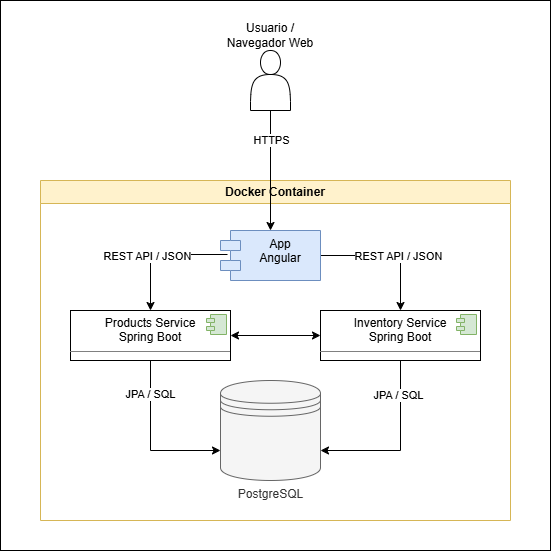 Usuario /
Navegador Web
HTTPS
Docker Container
App
Angular
REST API / JSON
REST API / JSON
Products Service
Spring Boot
Inventory Service
Spring Boot
JPA / SQL
JPA / SQL
PostgreSQL